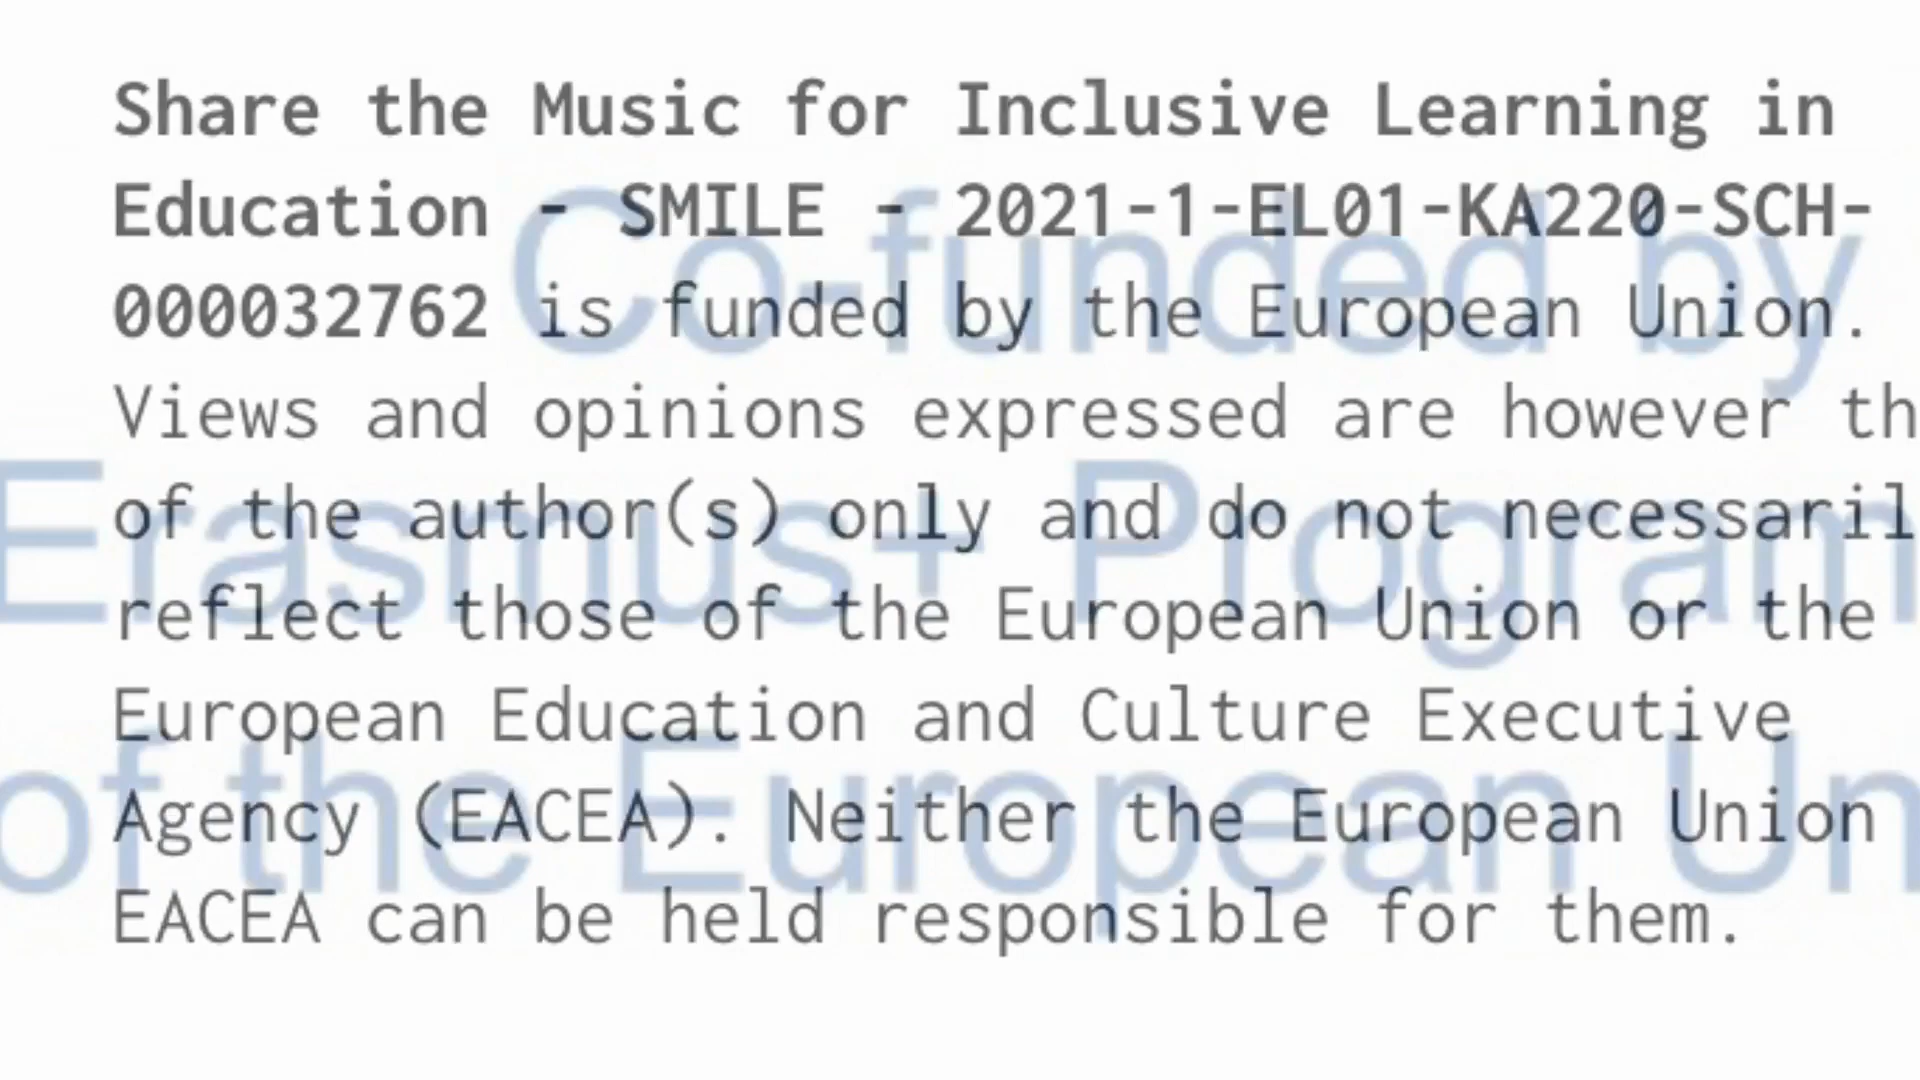 Share the Music for Inclusive Learning in
Education - SMILE - 2021-1-EL01-KA220-SCH-
000032762 is funded by the European Union.
Views and opinions expressed are however th
of the author(s) only and do not necessaril
reflect those of the European Union or the
European Education and Culture Executive
Agency (EACEA). Neither the European Union
EACEA can be held responsible for them.
Co-funded by
Erasmus+ Program
of the European Un